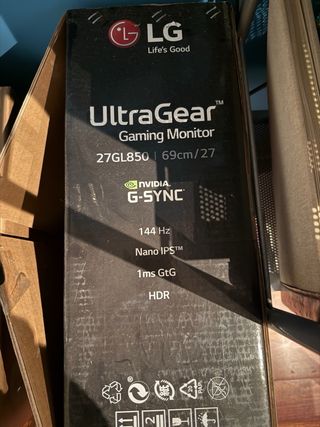 LG
Life's Good
UltraGear™
Gaming Monitor
27GL850 | 69cm/27
NVIDIA
G-SYNC
144 Hz
Nano IPS™
1ms GtG
HDR